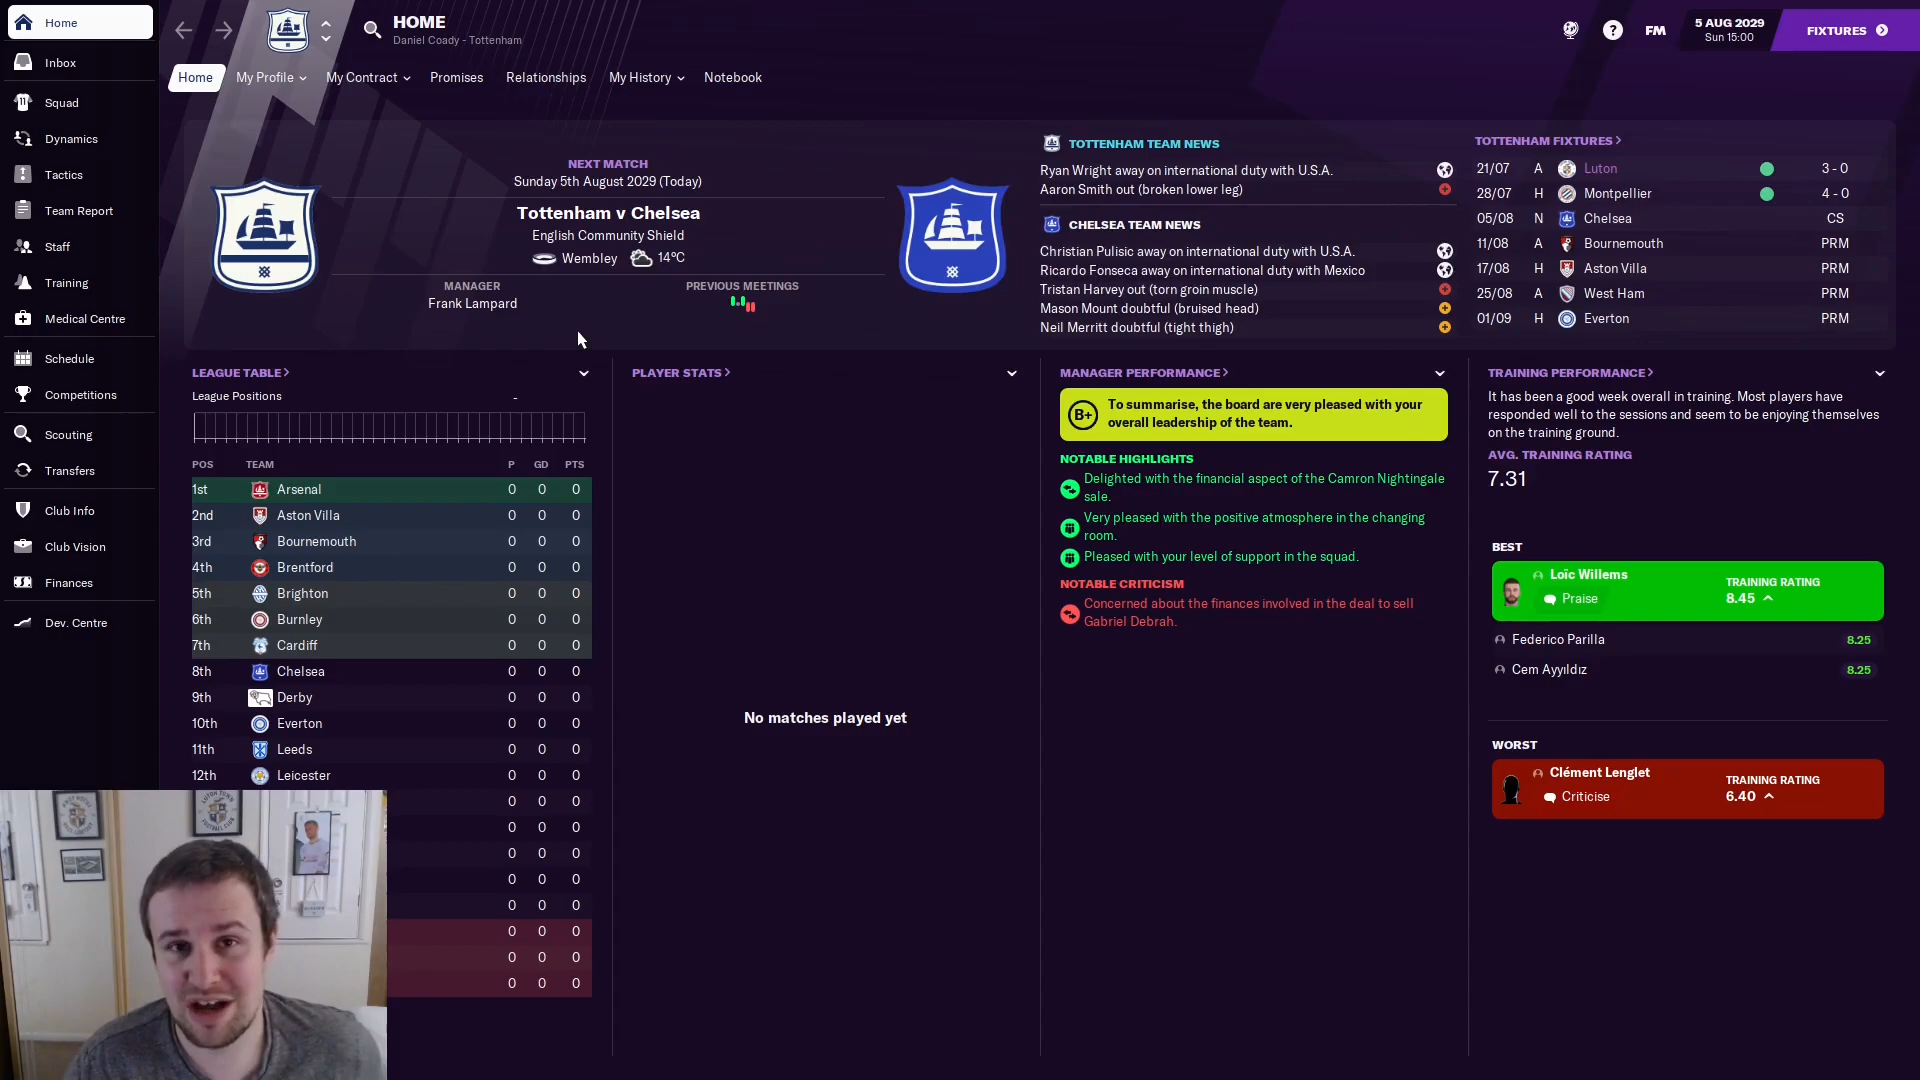 Home
Inbox
Squad
Dynamics
Tactics
Team Report
Staff
Training
Medical Centre
Schedule
Competitions
Scouting
Transfers
Club Info
Club Vision
Finances
Dev. Centre
HOME
Daniel Coady - Tottenham
FM
5 AUG 2029
Sun 15:00
FIXTURES
Home My Profile My Contract Promises Relationships My History Notebook
NEXT MATCH
Sunday 5th August 2029 (Today)
Tottenham v Chelsea
English Community Shield
Wembley 14°C
MANAGER
Frank Lampard
PREVIOUS MEETINGS
TOTTENHAM TEAM NEWS
Ryan Wright away on international duty with U.S.A.
Aaron Smith out (broken lower leg)
CHELSEA TEAM NEWS
Christian Pulisic away on international duty with U.S.A.
Ricardo Fonseca away on international duty with Mexico
Tristan Harvey out (torn groin muscle)
Mason Mount doubtful (bruised head)
Neil Merritt doubtful (tight thigh)
TOTTENHAM FIXTURES
21/07 A Luton 3 - 0
28/07 H Montpellier 4 - 0
05/08 N Chelsea CS
11/08 A Bournemouth PRM
17/08 H Aston Villa PRM
25/08 A West Ham PRM
01/09 H Everton PRM
LEAGUE TABLE
League Positions -
POS TEAM P GD PTS
1st Arsenal 0 0 0
2nd Aston Villa 0 0 0
3rd Bournemouth 0 0 0
4th Brentford 0 0 0
5th Brighton 0 0 0
6th Burnley 0 0 0
7th Cardiff 0 0 0
8th Chelsea 0 0 0
9th Derby 0 0 0
10th Everton 0 0 0
11th Leeds 0 0 0
12th Leicester 0 0 0
0 0 0
0 0 0
0 0 0
0 0 0
0 0 0
0 0 0
0 0 0
0 0 0
PLAYER STATS
No matches played yet
MANAGER PERFORMANCE
B+
To summarise, the board are very pleased with your
overall leadership of the team.
NOTABLE HIGHLIGHTS
Delighted with the financial aspect of the Camron Nightingale
sale.
Very pleased with the positive atmosphere in the changing
room.
Pleased with your level of support in the squad.
NOTABLE CRITICISM
Concerned about the finances involved in the deal to sell
Gabriel Debrah.
TRAINING PERFORMANCE
It has been a good week overall in training. Most players have
responded well to the sessions and seem to be enjoying themselves
on the training ground.
AVG. TRAINING RATING
7.31
BEST
Loïc Willems
Praise
TRAINING RATING
8.45
Federico Parilla 8.25
Cem Ayyıldız 8.25
WORST
Clément Lenglet
Criticise
TRAINING RATING
6.40